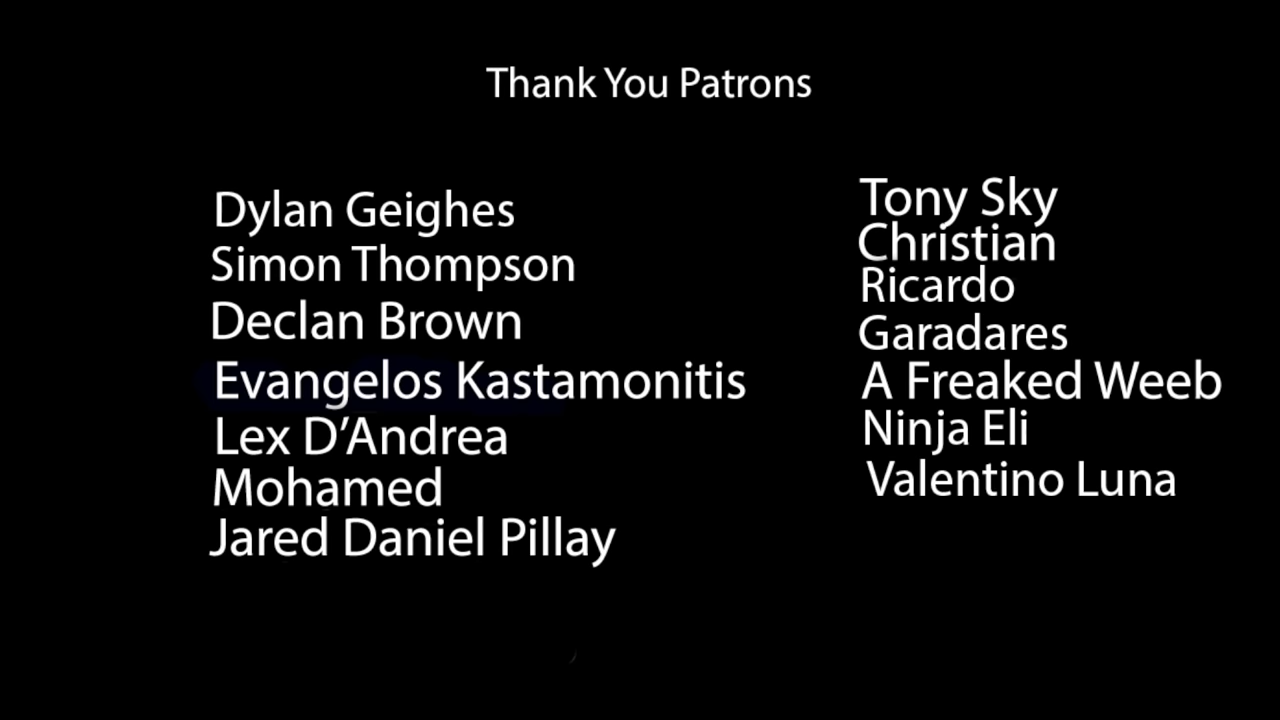 Thank You Patrons
Dylan Geighes
Simon Thompson
Declan Brown
Evangelos Kastamonitis
Lex D’Andrea
Mohamed
Jared Daniel Pillay
Tony Sky
Christian
Ricardo
Garadares
A Freaked Weeb
Ninja Eli
Valentino Luna